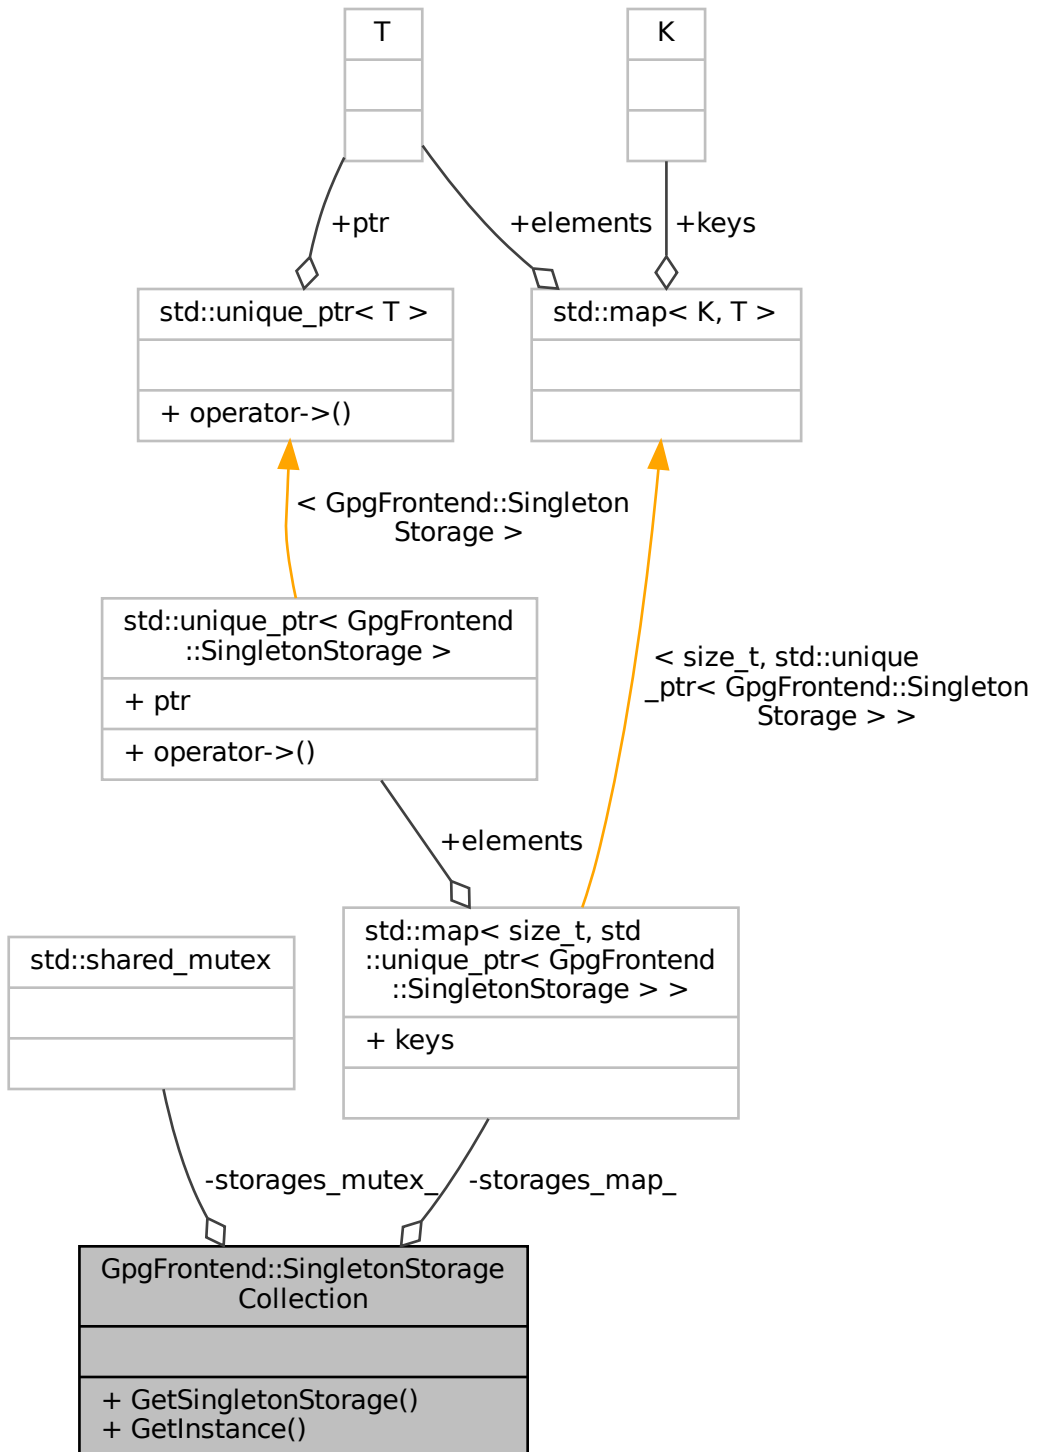 T
K
+ptr
+elements
+keys
std::unique_ptr< T >
+ operator->()
std::map< K, T >
< GpgFrontend::Singleton
Storage >
std::unique_ptr< GpgFrontend
::SingletonStorage >
+ ptr
+ operator->()
< size_t, std::unique
_ptr< GpgFrontend::Singleton
Storage > >
+elements
std::shared_mutex
std::map< size_t, std
::unique_ptr< GpgFrontend
::SingletonStorage > >
+ keys
-storages_mutex_
-storages_map_
GpgFrontend::SingletonStorage
Collection
+ GetSingletonStorage()
+ GetInstance()